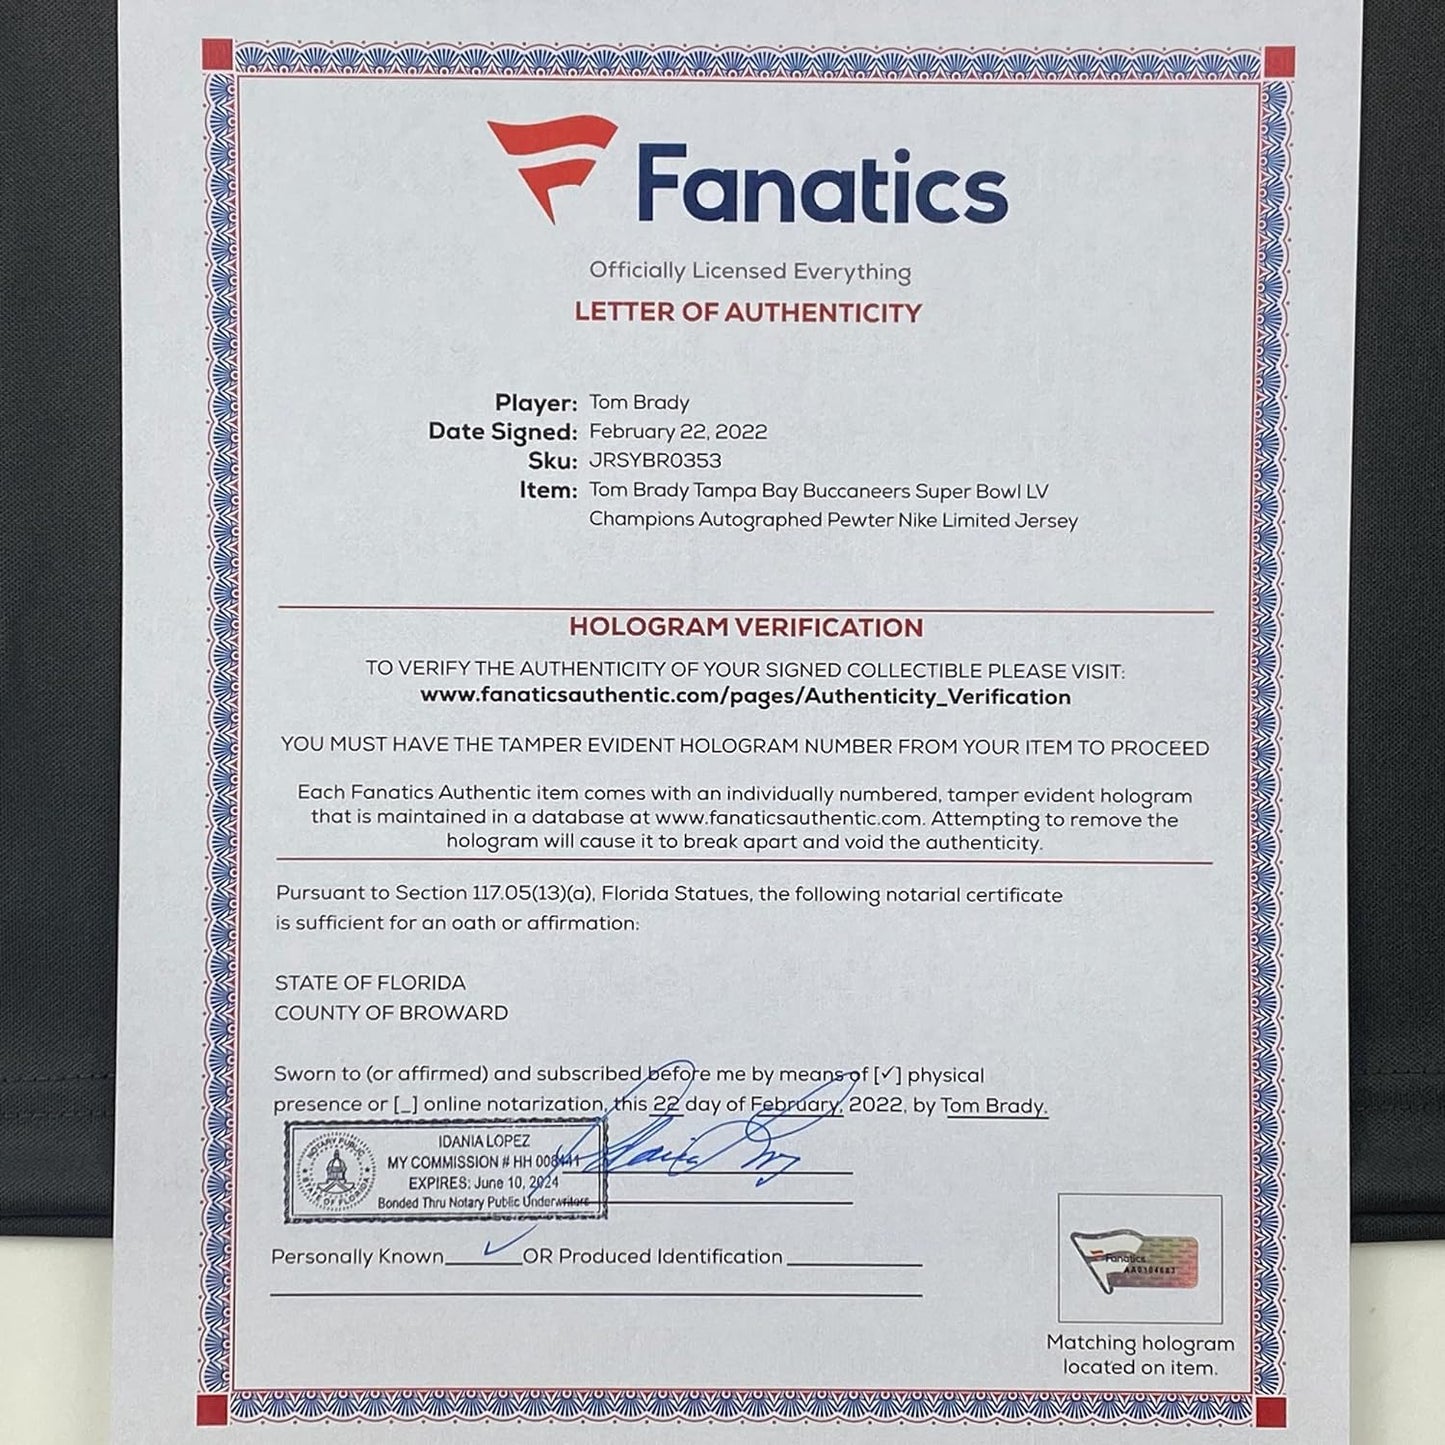 Fanatics
Officially Licensed Everything
LETTER OF AUTHENTICITY
Player: Tom Brady
Date Signed: February 22, 2022
Sku: JRSYBR0353
Item: Tom Brady Tampa Bay Buccaneers Super Bowl LV
Champions Autographed Pewter Nike Limited Jersey
HOLOGRAM VERIFICATION
TO VERIFY THE AUTHENTICITY OF YOUR SIGNED COLLECTIBLE PLEASE VISIT:
www.fanaticsauthentic.com/pages/Authenticity_Verification
YOU MUST HAVE THE TAMPER EVIDENT HOLOGRAM NUMBER FROM YOUR ITEM TO PROCEED
Each Fanatics Authentic item comes with an individually numbered, tamper evident hologram
that is maintained in a database at www.fanaticsauthentic.com. Attempting to remove the
hologram will cause it to break apart and void the authenticity.
Pursuant to Section 117.05(13)(a), Florida Statues, the following notarial certificate
is sufficient for an oath or affirmation:
STATE OF FLORIDA
COUNTY OF BROWARD
Sworn to (or affirmed) and subscribed before me by means of [✓] physical
presence or [_] online notarization, this 22 day of February, 2022, by Tom Brady.
NOTARY PUBLIC
STATE OF FLORIDA
IDANIA LOPEZ
MY COMMISSION # HH
EXPIRES: June 10, 2024
Bonded Thru Notary Public Underwriters
Personally Known ✓ OR Produced Identification
Fanatics
Matching hologram
located on item.